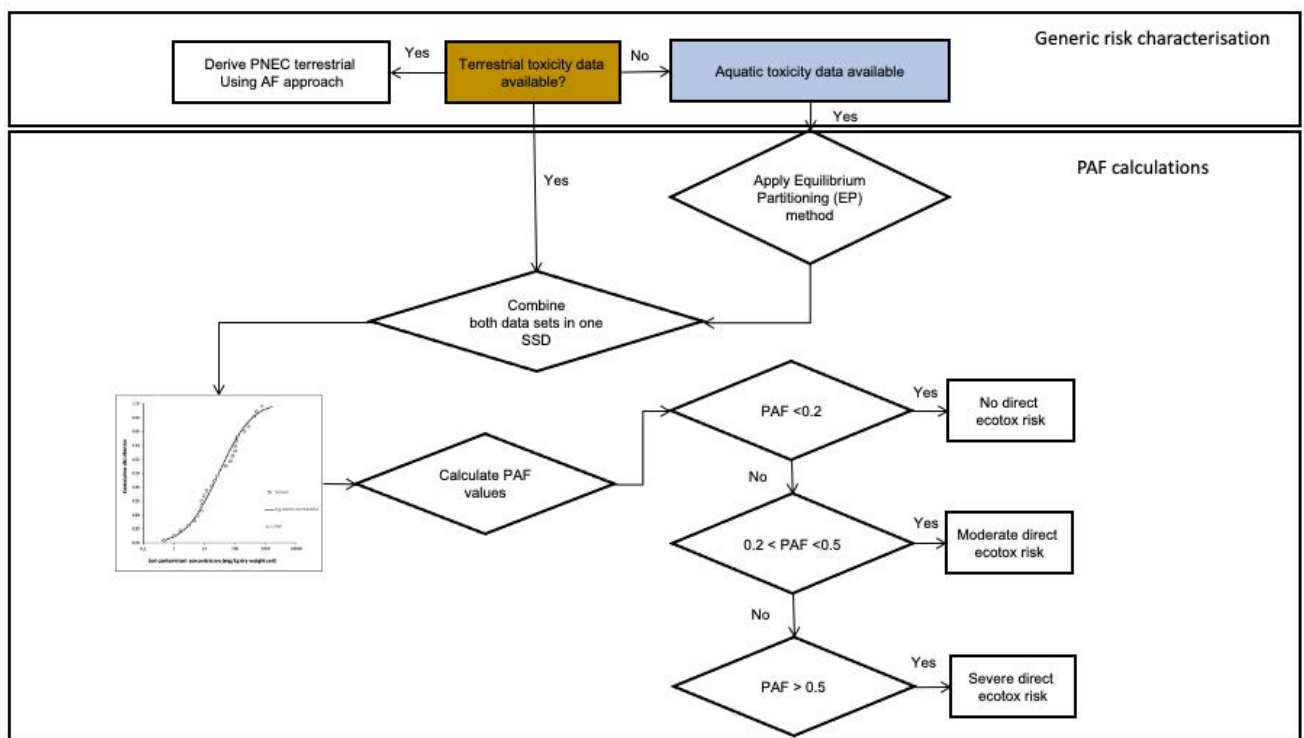 Generic risk characterisation
Derive PNEC terrestrial
Using AF approach
Yes
Terrestrial toxicity data
available?
No
Aquatic toxicity data available
Yes
PAF calculations
Yes
Apply Equilibrium
Partitioning (EP)
method
Combine
both data sets in one
SSD
Calculate PAF
values
PAF <0.2
Yes
No direct
ecotox risk
No
0.2 < PAF <0.5
Yes
Moderate direct
ecotox risk
No
PAF > 0.5
Yes
Severe direct
ecotox risk